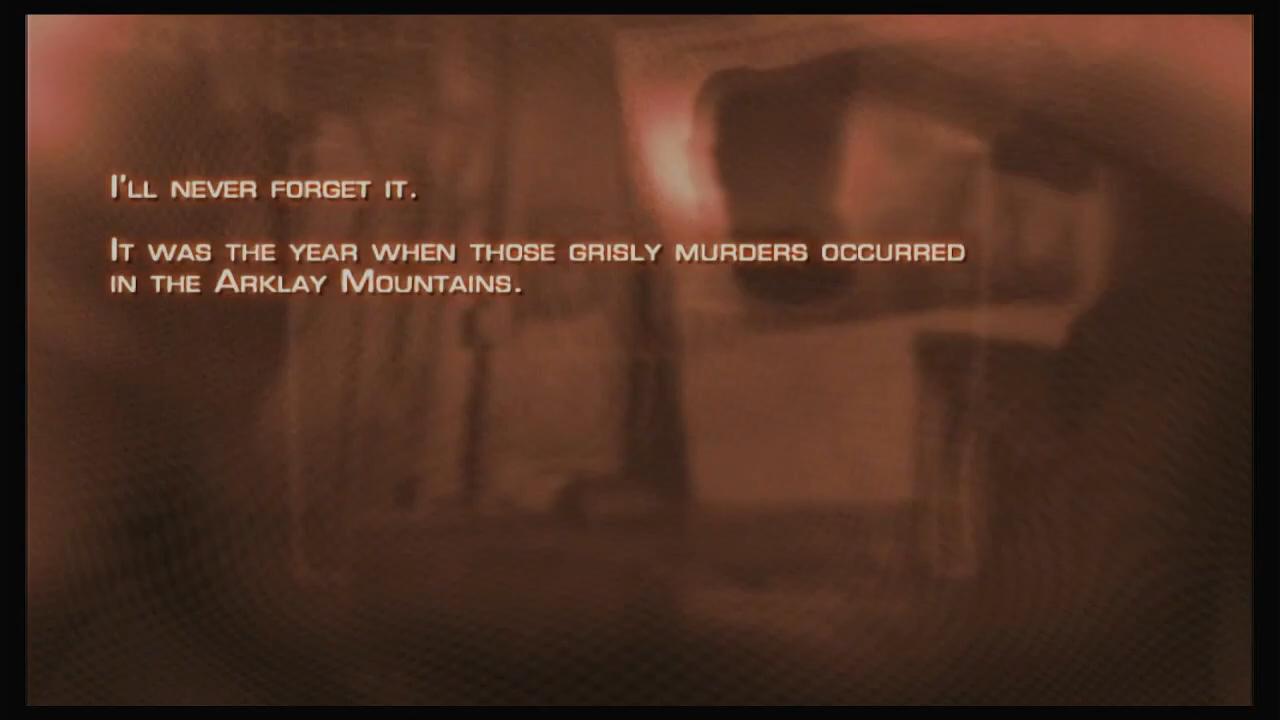 I'll never forget it.
It was the year when those grisly murders occurred
in the Arklay Mountains.